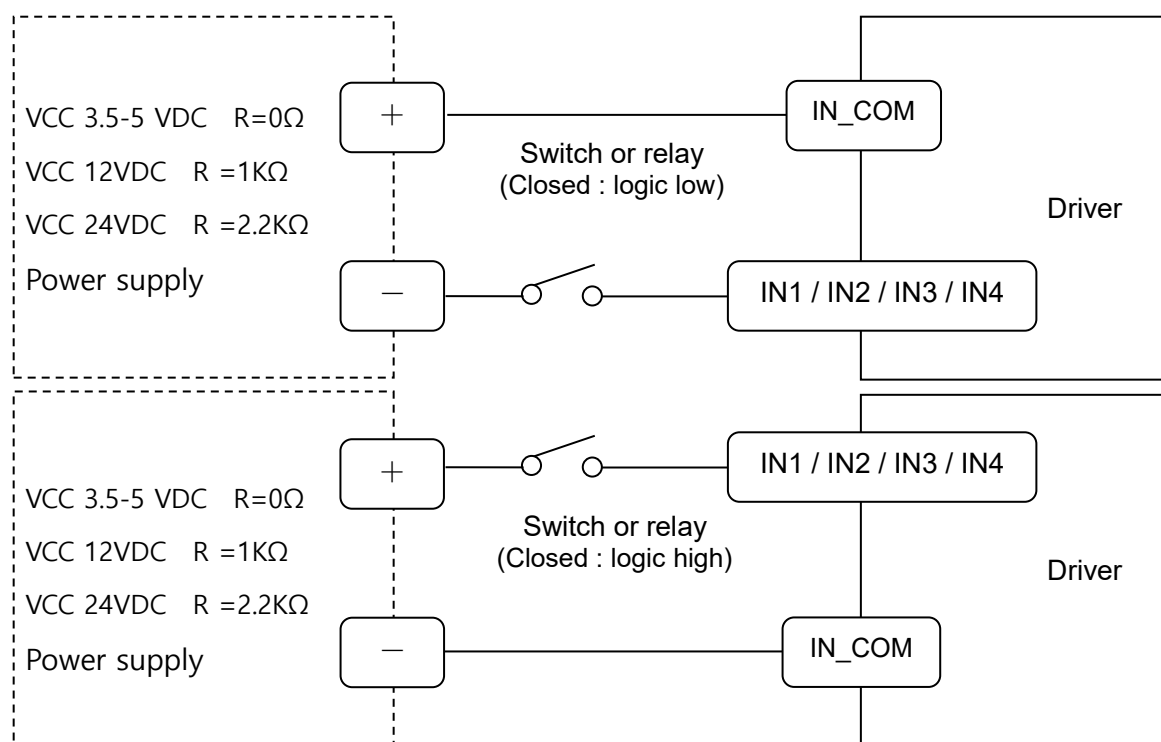 VCC 3.5-5 VDC R=0Ω
VCC 12VDC R =1KΩ
VCC 24VDC R =2.2KΩ
Power supply
+
−
Switch or relay
(Closed : logic low)
IN_COM
IN1 / IN2 / IN3 / IN4
Driver
VCC 3.5-5 VDC R=0Ω
VCC 12VDC R =1KΩ
VCC 24VDC R =2.2KΩ
Power supply
+
−
Switch or relay
(Closed : logic high)
IN1 / IN2 / IN3 / IN4
IN_COM
Driver